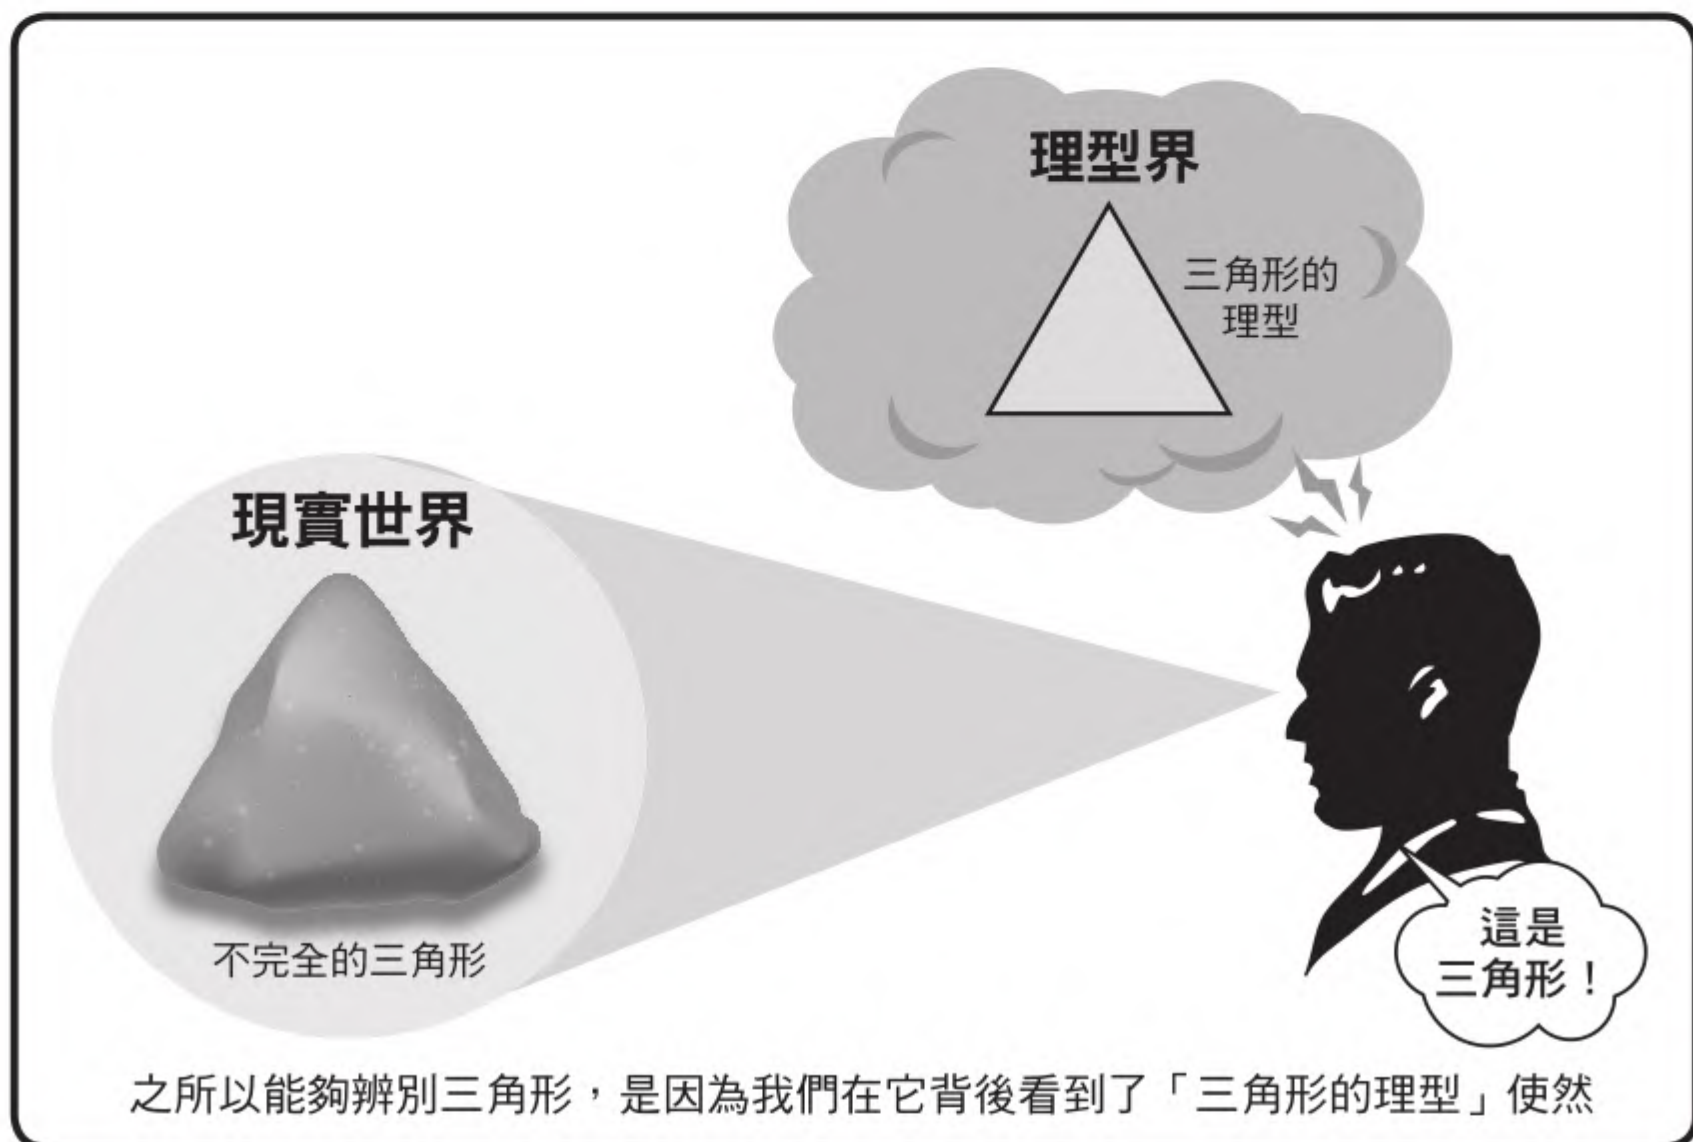 理型界
三角形的
理型
現實世界
不完全的三角形
這是
三角形！
之所以能夠辨別三角形，是因為我們在它背後看到了「三角形的理型」使然